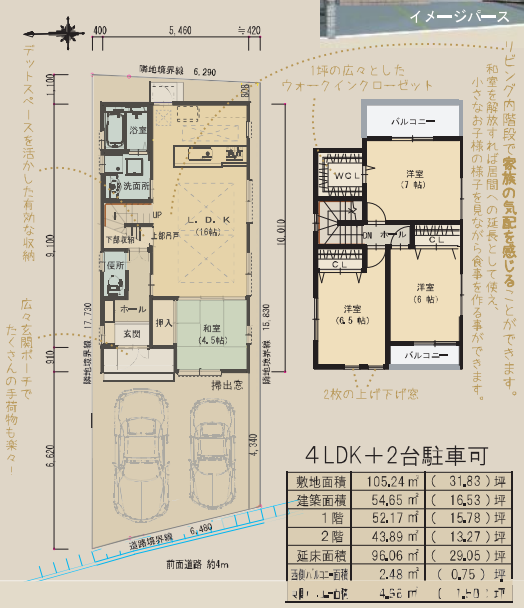 イメージパース
400
5,460
≒420
隣地境界線 6,290
1,100
808
9,100
910
6,620
10,010
4,340
隣地境界線 17,730
隣地境界線 15,830
浴室
洗面所
UP
下部収納
上部吊戸
L.D.K
(16帖)
便所
ホール
玄関
押入
和室
(4.5帖)
掃出窓
道路境界線 6,480
前面道路 約4m
デットスペースを活かした有効な収納
広々玄関ポーチで
たくさんの手荷物も楽々ー
1坪の広々とした
ウォークインクローゼット
リビング内階段で家族の気配を感じることができます。
和室を解放すれば居間への延長として使え、
小さなお子様の様子を見ながら食事を作る事ができます。
バルコニー
洋室
(7帖)
WCL
DN
ホール
CL
CL
洋室
(6.5帖)
洋室
(6帖)
バルコニー
2枚の上げ下げ窓
4LDK+2台駐車可
敷地面積 105.24㎡ (31.83)坪
建築面積 54.65㎡ (16.53)坪
1階 52.17㎡ (15.78)坪
2階 43.89㎡ (13.27)坪
延床面積 96.06㎡ (29.05)坪
バルコニー面積 2.48㎡ (0.75)坪